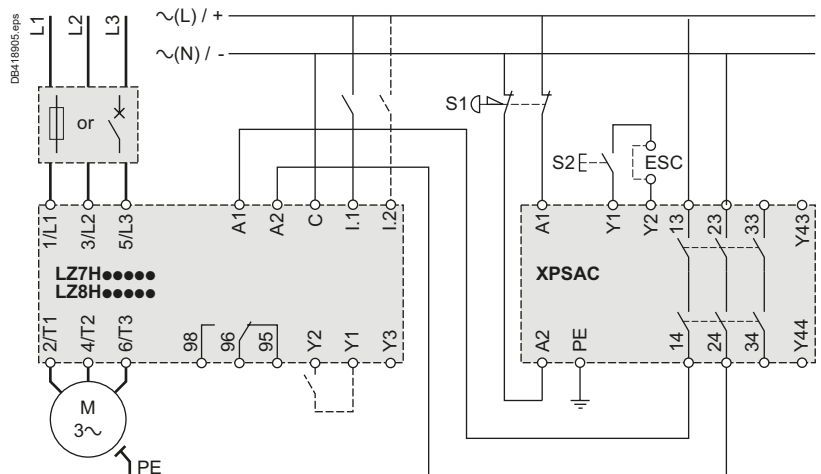 DB418905.eps
L1 L2 L3
∼(L) / +
∼(N) / -
or
S1
S2
ESC
1/L1 3/L2 5/L3 A1 A2 C I.1 I.2
A1 Y1 Y2 13 23 33 Y43
LZ7H●●●●●
LZ8H●●●●●
XPSAC
2/T1 4/T2 6/T3 98 96 95 Y2 Y1 Y3
A2 PE 14 24 34 Y44
M
3∼
PE